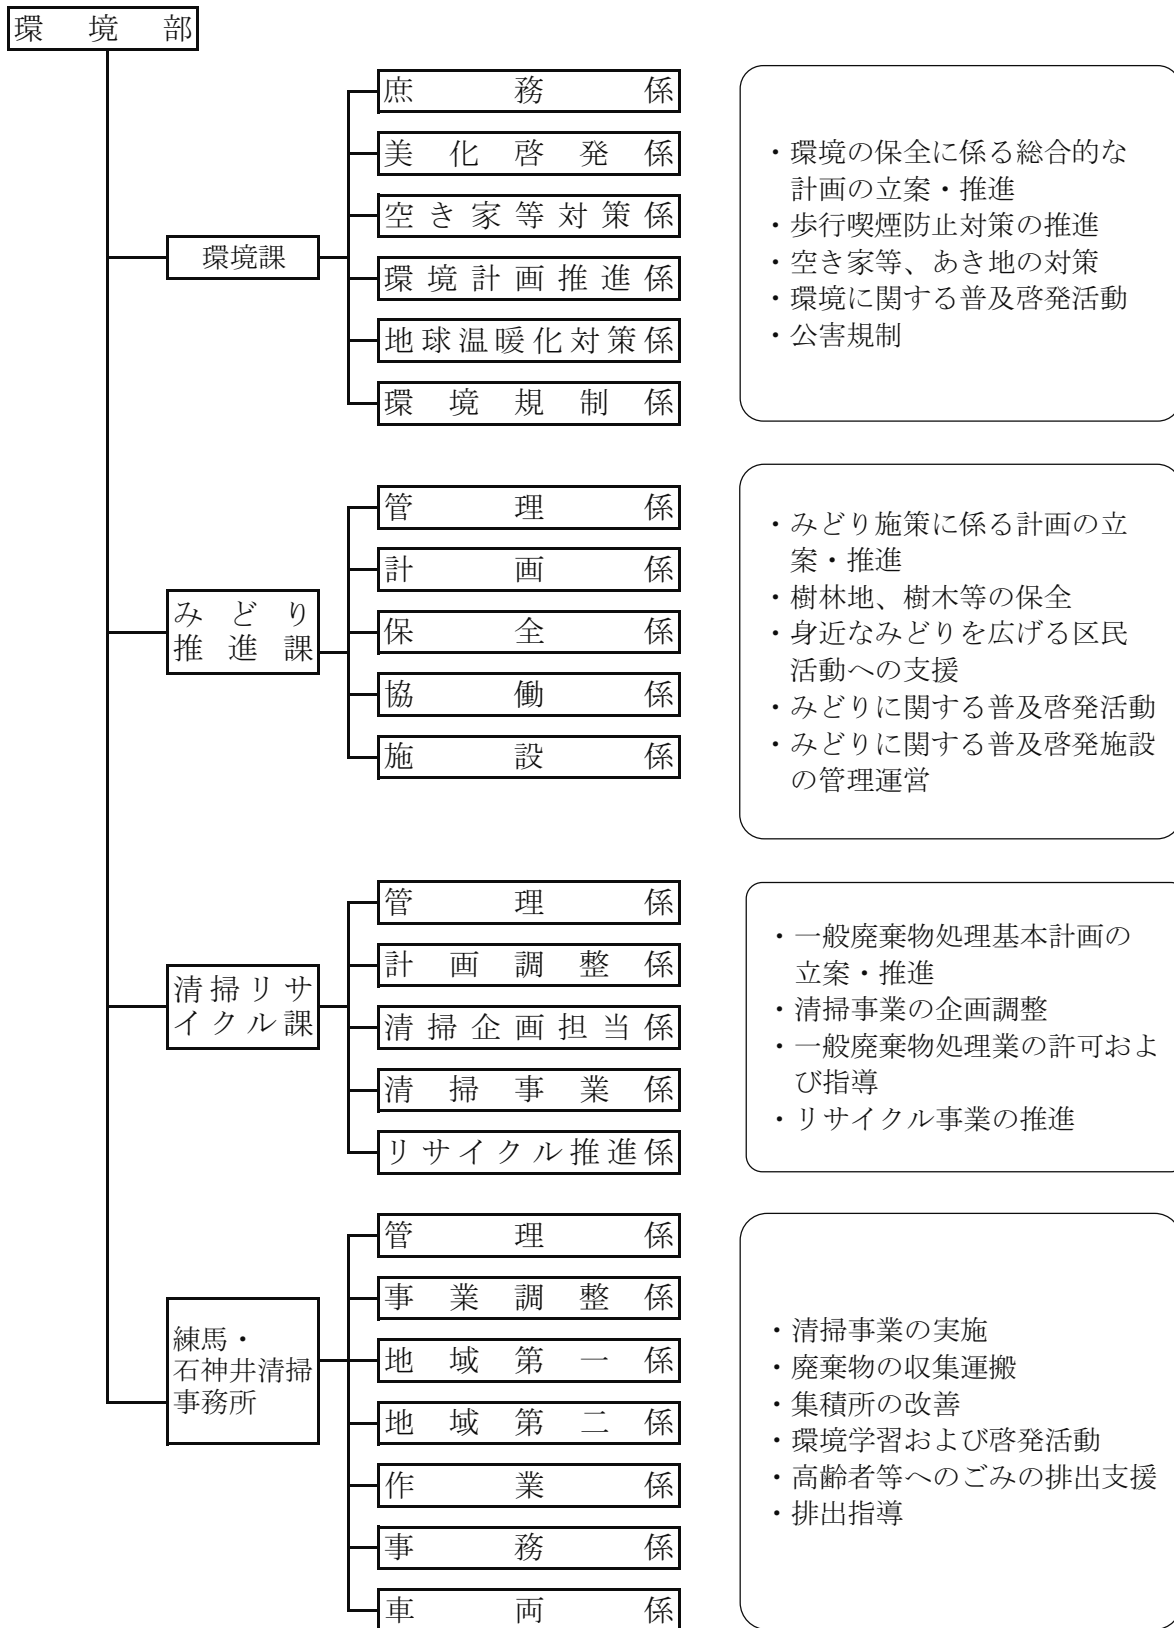 環境部
環境課
庶務係
美化啓発係
空き家等対策係
環境計画推進係
地球温暖化対策係
環境規制係
・環境の保全に係る総合的な
計画の立案・推進
・歩行喫煙防止対策の推進
・空き家等、あき地の対策
・環境に関する普及啓発活動
・公害規制
みどり
推進課
管理係
計画係
保全係
協働係
施設係
・みどり施策に係る計画の立
案・推進
・樹林地、樹木等の保全
・身近なみどりを広げる区民
活動への支援
・みどりに関する普及啓発活動
・みどりに関する普及啓発施設
の管理運営
清掃リサ
イクル課
管理係
計画調整係
清掃企画担当係
清掃事業係
リサイクル推進係
・一般廃棄物処理基本計画の
立案・推進
・清掃事業の企画調整
・一般廃棄物処理業の許可およ
び指導
・リサイクル事業の推進
練馬・
石神井清掃
事務所
管理係
事業調整係
地域第一係
地域第二係
作業係
事務係
車両係
・清掃事業の実施
・廃棄物の収集運搬
・集積所の改善
・環境学習および啓発活動
・高齢者等へのごみの排出支援
・排出指導